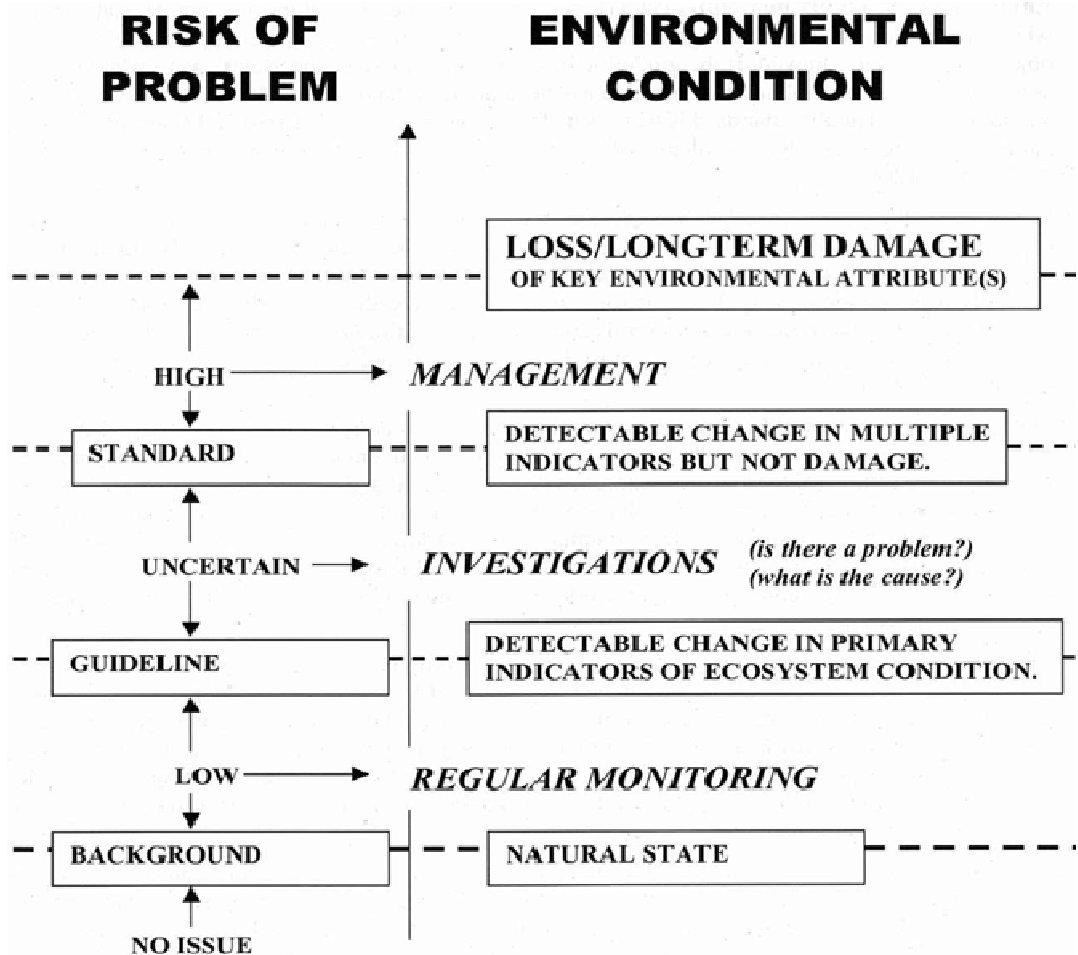 RISK OF
PROBLEM
ENVIRONMENTAL
CONDITION
LOSS/LONGTERM DAMAGE
OF KEY ENVIRONMENTAL ATTRIBUTE(S)
HIGH
MANAGEMENT
STANDARD
DETECTABLE CHANGE IN MULTIPLE
INDICATORS BUT NOT DAMAGE.
UNCERTAIN
INVESTIGATIONS
(is there a problem?)
(what is the cause?)
GUIDELINE
DETECTABLE CHANGE IN PRIMARY
INDICATORS OF ECOSYSTEM CONDITION.
LOW
REGULAR MONITORING
BACKGROUND
NATURAL STATE
NO ISSUE